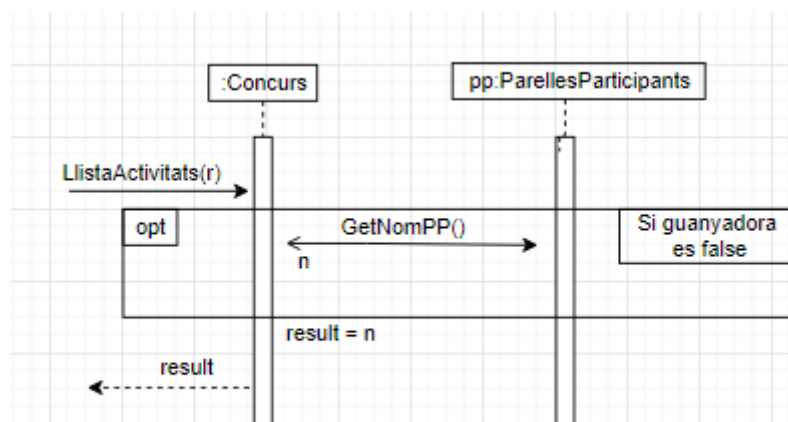 :Concurs
pp:ParellesParticipants
LlistaActivitats(r)
opt
GetNomPP()
Si guanyadora
es false
n
result = n
result